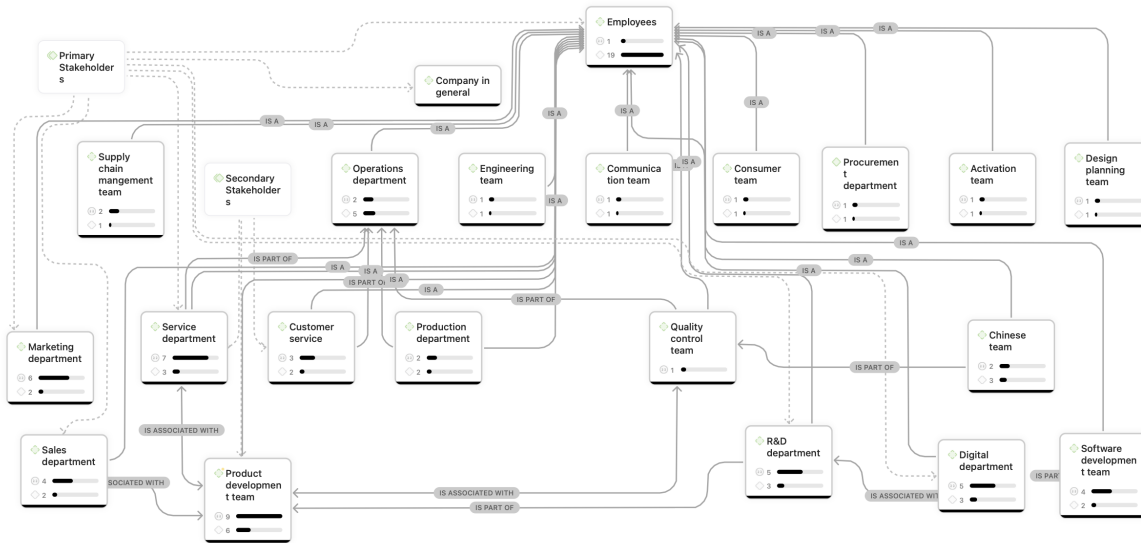 Employees
1
19
Primary
Stakeholder
s
Company in
general
IS A
IS A
IS A
IS A
IS A
IS A
IS A
IS A
IS A
IS A
IS A
Supply
chain
mangement
team
2
1
Secondary
Stakeholder
s
Operations
department
2
5
Engineering
team
1
1
Communica
tion team
1
1
Consumer
team
1
1
Procuremen
t
department
1
1
Activation
team
1
1
Design
planning
team
1
1
IS A
IS A
IS PART OF
IS A
IS A
IS A
IS A
IS A
IS A
IS PART OF
Marketing
department
6
2
Service
department
7
3
Customer
service
3
2
Production
department
2
2
Quality
control
team
1
Chinese
team
2
3
IS PART OF
IS ASSOCIATED WITH
Sales
department
4
2
SOCIATED WITH
Product
developmen
t team
9
6
IS ASSOCIATED WITH
IS PART OF
R&D
department
5
3
IS ASSOCIATED WIT
Digital
department
5
3
IS PAR
Software
developmen
t team
4
2